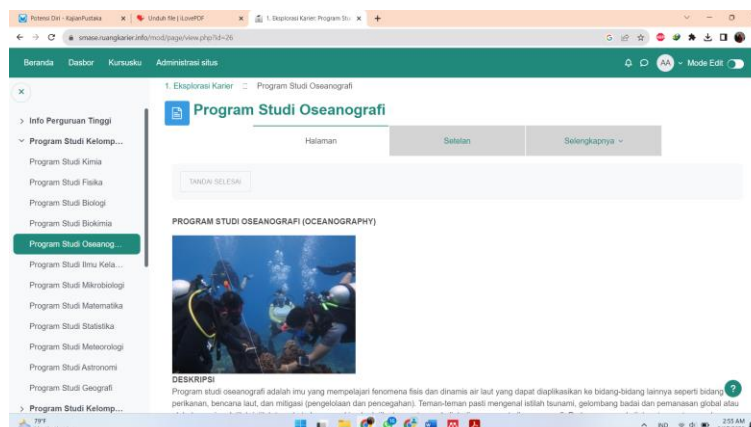 Potensi Diri - KajianPustaka
Unduh file | iLovePDF
1. Eksplorasi Karier: Program Stu
smase.ruangkarier.info/mod/page/view.php?id=26
Beranda Dasbor Kursusku Administrasi situs
AA Mode Edit
1. Eksplorasi Karier Program Studi Oseanografi
Program Studi Oseanografi
Halaman Setelan Selengkapnya
TANDAI SELESAI
Info Perguruan Tinggi
Program Studi Kelomp...
Program Studi Kimia
Program Studi Fisika
Program Studi Biologi
Program Studi Biokimia
Program Studi Oseanog...
Program Studi Ilmu Kela...
Program Studi Mikrobiologi
Program Studi Matematika
Program Studi Statistika
Program Studi Meteorologi
Program Studi Astronomi
Program Studi Geografi
Program Studi Kelomp...
PROGRAM STUDI OSEANOGRAFI (OCEANOGRAPHY)
DESKRIPSI
Program studi oseanografi adalah imu yang mempelajari fenomena fisis dan dinamis air laut yang dapat diaplikasikan ke bidang-bidang lainnya seperti bidang
perikanan, bencana laut, dan mitigasi (pengelolaan dan pencegahan). Teman-teman pasti mengenal istilah tsunami, gelombang badai dan pemanasan global atau
79°F
IND
2:55 AM